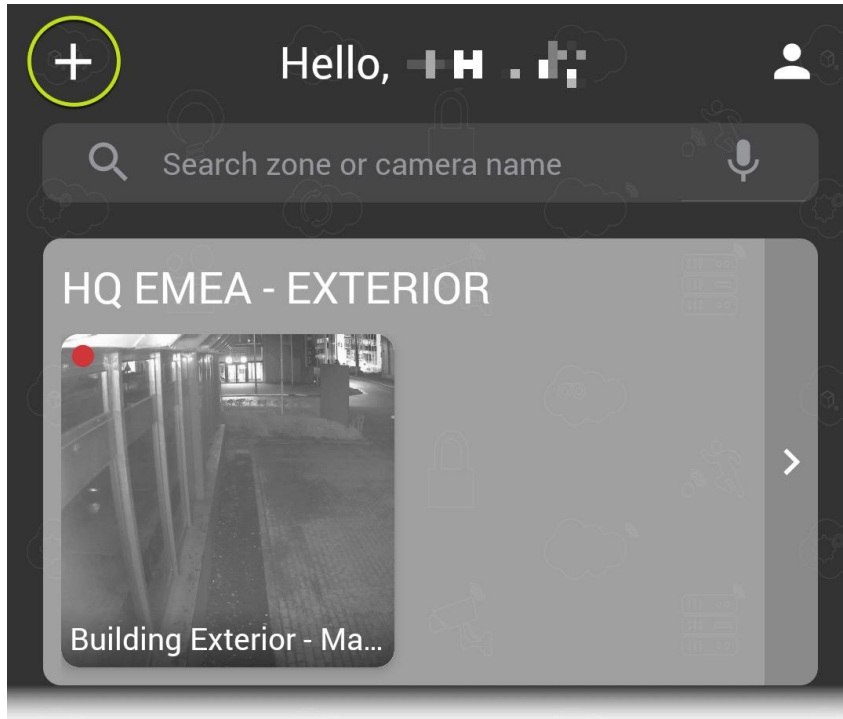 Hello,
Search zone or camera name
HQ EMEA - EXTERIOR
Building Exterior - Ma...